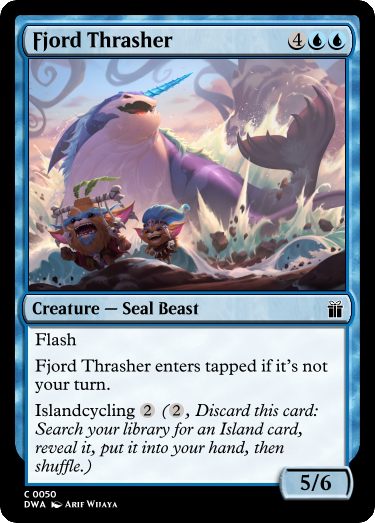 Fjord Thrasher 4
Creature — Seal Beast
Flash
Fjord Thrasher enters tapped if it's not
your turn.
Islandcycling 2 (2, Discard this card:
Search your library for an Island card,
reveal it, put it into your hand, then
shuffle.)
5/6
C 0050
DWA Arif Wijaya